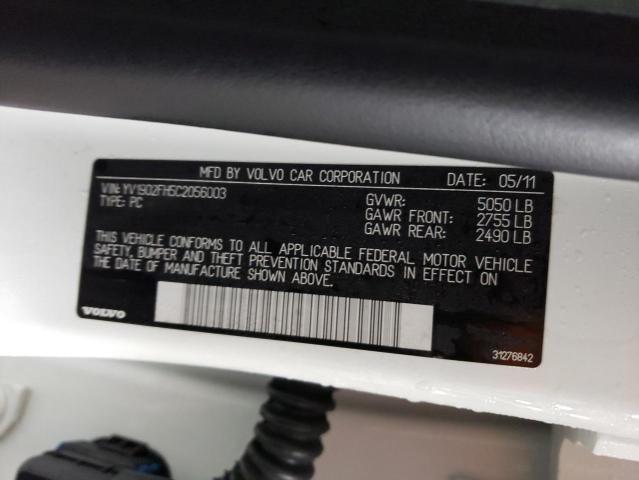 MFD BY VOLVO CAR CORPORATION DATE: 05/11
VIN: YV1902FH5C2056003 GVWR: 5050 LB
TYPE: PC GAWR FRONT: 2755 LB
GAWR REAR: 2490 LB
THIS VEHICLE CONFORMS TO ALL APPLICABLE FEDERAL MOTOR VEHICLE
SAFETY, BUMPER AND THEFT PREVENTION STANDARDS IN EFFECT ON
THE DATE OF MANUFACTURE SHOWN ABOVE.
VOLVO 31276842